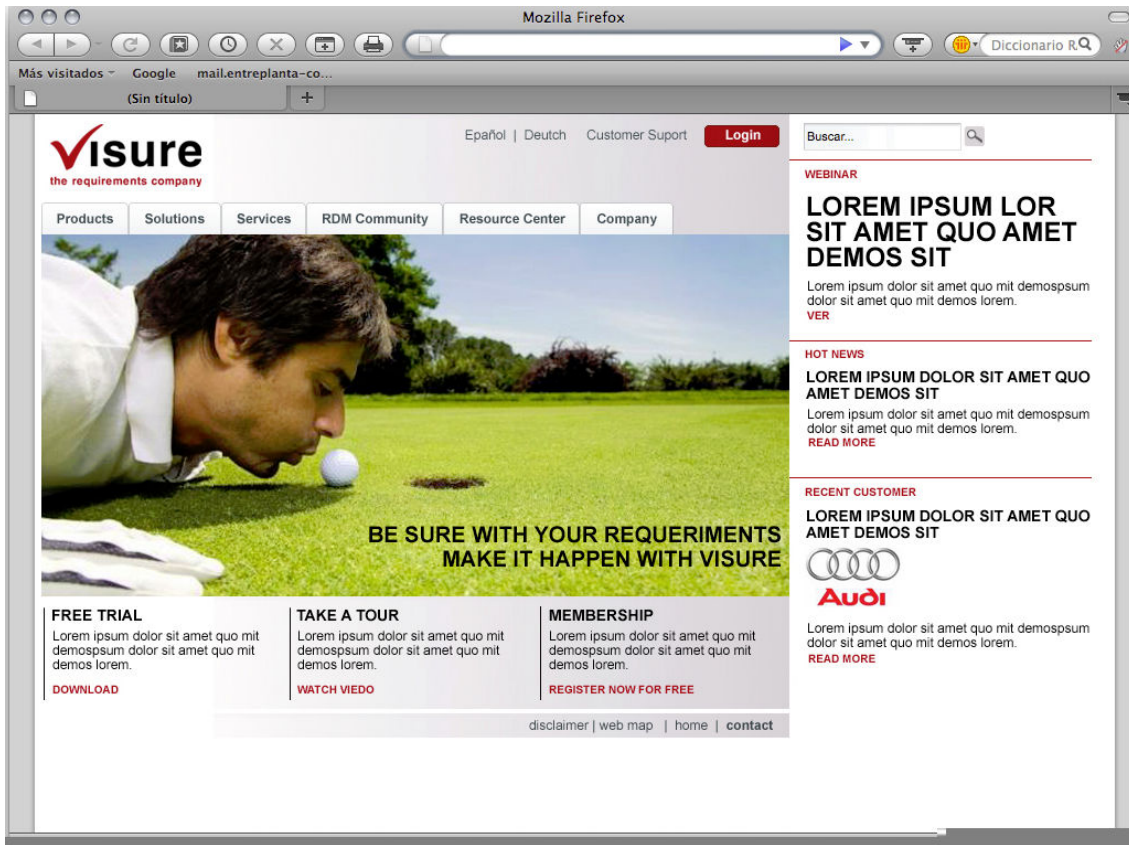 Mozilla Firefox
Diccionario R
Más visitados Google mail.entreplanta-co...
(Sin título)
Epañol | Deutch Customer Suport Login
Visure
the requirements company
Products Solutions Services RDM Community Resource Center Company
BE SURE WITH YOUR REQUERIMENTS
MAKE IT HAPPEN WITH VISURE
FREE TRIAL
Lorem ipsum dolor sit amet quo mit
demospsum dolor sit amet quo mit
demos lorem.
DOWNLOAD
TAKE A TOUR
Lorem ipsum dolor sit amet quo mit
demospsum dolor sit amet quo mit
demos lorem.
WATCH VIEDO
MEMBERSHIP
Lorem ipsum dolor sit amet quo mit
demospsum dolor sit amet quo mit
demos lorem.
REGISTER NOW FOR FREE
disclaimer | web map | home | contact
Buscar...
WEBINAR
LOREM IPSUM LOR
SIT AMET QUO AMET
DEMOS SIT
Lorem ipsum dolor sit amet quo mit demospsum
dolor sit amet quo mit demos lorem.
VER
HOT NEWS
LOREM IPSUM DOLOR SIT AMET QUO
AMET DEMOS SIT
Lorem ipsum dolor sit amet quo mit demospsum
dolor sit amet quo mit demos lorem.
READ MORE
RECENT CUSTOMER
LOREM IPSUM DOLOR SIT AMET QUO
AMET DEMOS SIT
Audi
Lorem ipsum dolor sit amet quo mit demospsum
dolor sit amet quo mit demos lorem.
READ MORE